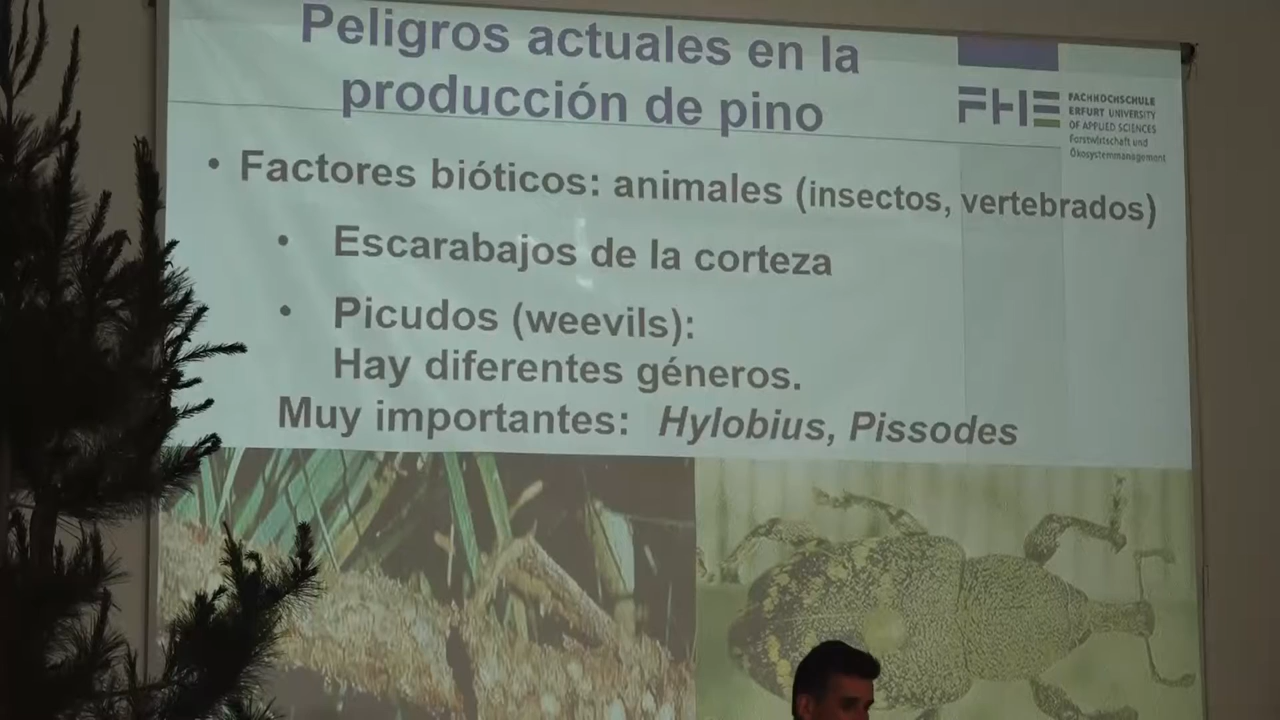 Peligros actuales en la
producción de pino
FHE
FACHHOCHSCHULE
ERFURT UNIVERSITY
OF APPLIED SCIENCES
Forstwirtschaft und
Ökosystemmanagement
• Factores bióticos: animales (insectos, vertebrados)
• Escarabajos de la corteza
• Picudos (weevils):
Hay diferentes géneros.
Muy importantes: Hylobius, Pissodes